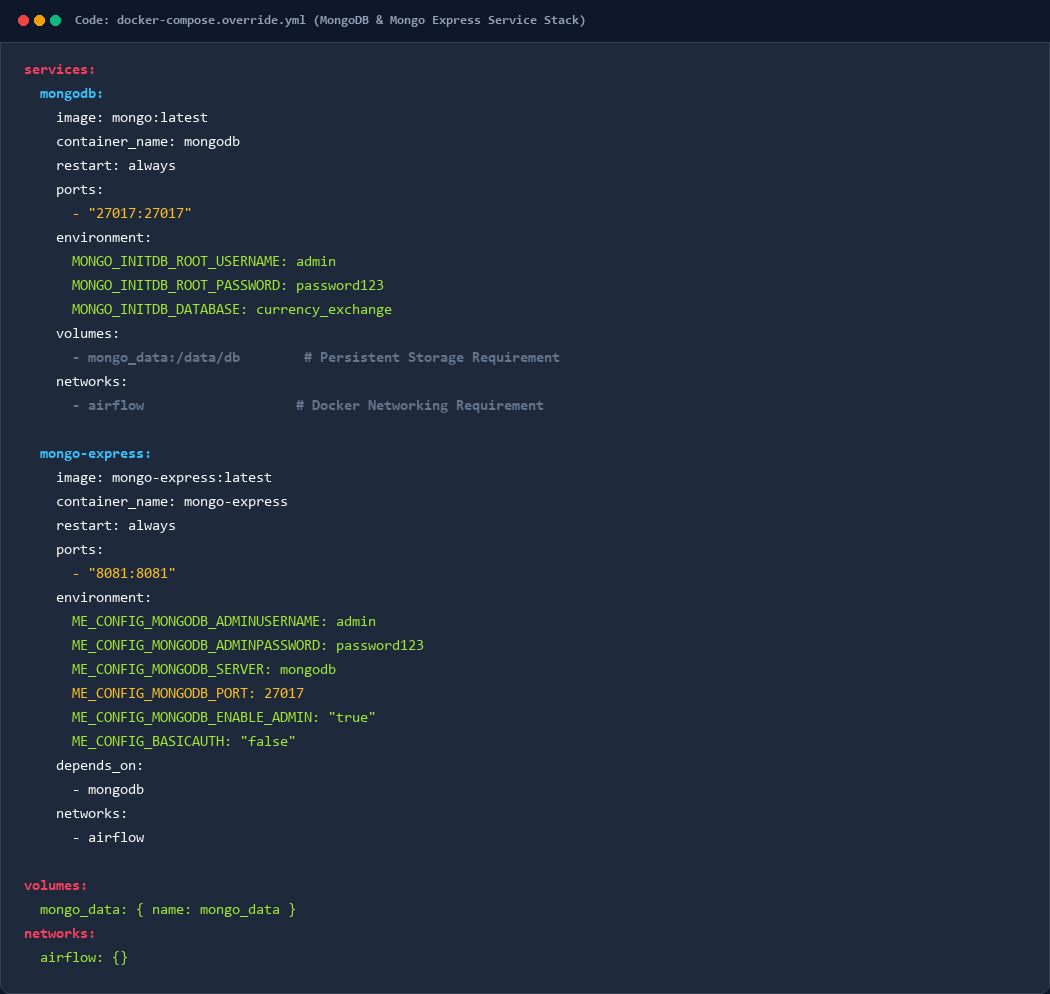 Code: docker-compose.override.yml (MongoDB & Mongo Express Service Stack)
services:
  mongodb:
    image: mongo:latest
    container_name: mongodb
    restart: always
    ports:
      - "27017:27017"
    environment:
      MONGO_INITDB_ROOT_USERNAME: admin
      MONGO_INITDB_ROOT_PASSWORD: password123
      MONGO_INITDB_DATABASE: currency_exchange
    volumes:
      - mongo_data:/data/db        # Persistent Storage Requirement
    networks:
      - airflow                   # Docker Networking Requirement

  mongo-express:
    image: mongo-express:latest
    container_name: mongo-express
    restart: always
    ports:
      - "8081:8081"
    environment:
      ME_CONFIG_MONGODB_ADMINUSERNAME: admin
      ME_CONFIG_MONGODB_ADMINPASSWORD: password123
      ME_CONFIG_MONGODB_SERVER: mongodb
      ME_CONFIG_MONGODB_PORT: 27017
      ME_CONFIG_MONGODB_ENABLE_ADMIN: "true"
      ME_CONFIG_BASICAUTH: "false"
    depends_on:
      - mongodb
    networks:
      - airflow

volumes:
  mongo_data: { name: mongo_data }
networks:
  airflow: {}